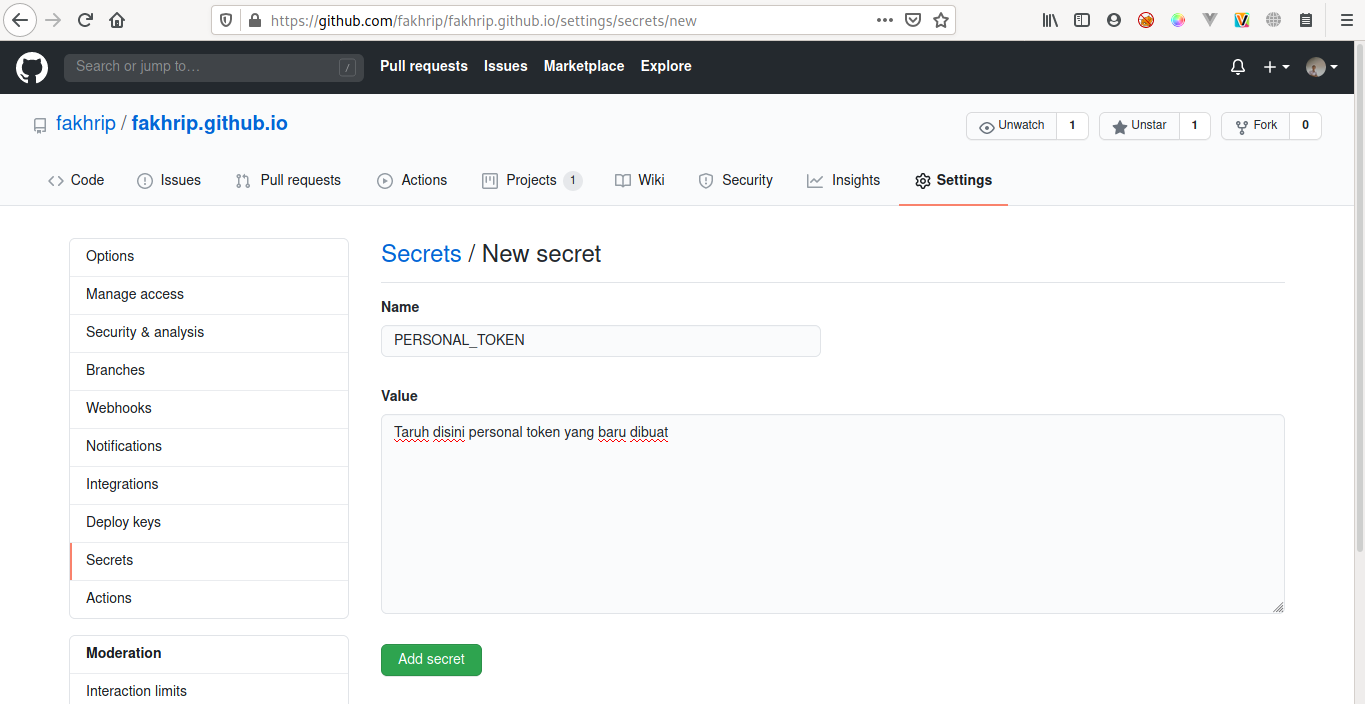 https://github.com/fakhrip/fakhrip.github.io/settings/secrets/new
Search or jump to… / Pull requests Issues Marketplace Explore
fakhrip / fakhrip.github.io Unwatch 1 Unstar 1 Fork 0
Code Issues Pull requests Actions Projects 1 Wiki Security Insights Settings
Options
Manage access
Security & analysis
Branches
Webhooks
Notifications
Integrations
Deploy keys
Secrets
Actions
Moderation
Interaction limits
Secrets / New secret
Name
PERSONAL_TOKEN
Value
Taruh disini personal token yang baru dibuat
Add secret